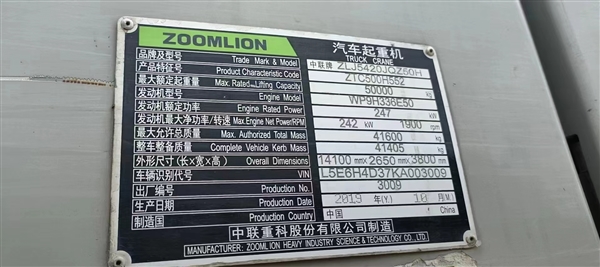 ZOOMLION 汽车起重机
TRUCK CRANE
品牌及型号 Trade Mark & Model 中联牌 ZLJ5420JQZ50H
产品特征号 Product Characteristic Code ZTC500H552
最大额定起重量 Max. Rated Lifting Capacity 50000 kg
发动机型号 Engine Model WP9H336E50
发动机额定功率 Engine Rated Power 247 kW
发动机最大净功率/转速 Max.Engine Net Power/RPM 242 kW 1900 rpm
最大允许总质量 Max. Authorized Total Mass 41600 kg
整车整备质量 Complete Vehicle Kerb Mass 41405 kg
外形尺寸(长×宽×高) Overall Dimensions 14100 mm× 2650 mm× 3800 mm
车辆识别代号 VIN L5E6H4D37KA003009
出厂编号 Production No. 3009
生产日期 Production Date 2019 年(Y.) 10 月(M.)
制造国 Production Country 中国 China
中联重科股份有限公司制造
MANUFACTURER: ZOOMLION HEAVY INDUSTRY SCIENCE & TECHNOLOGY CO., LTD.